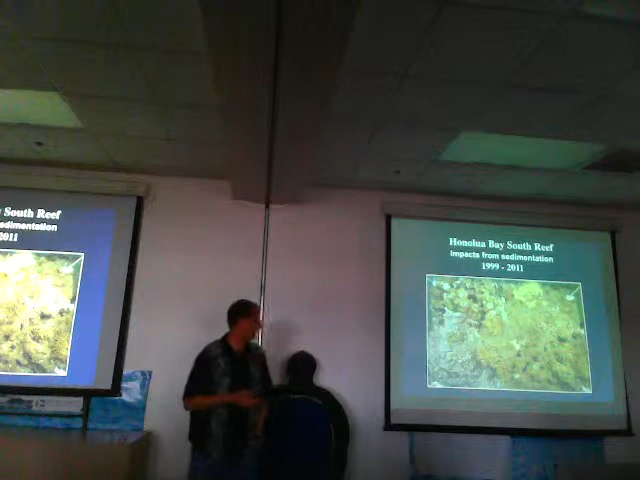 South Reef
sedimentation
2011
Honolua Bay South Reef
Impacts from sedimentation
1999 - 2011